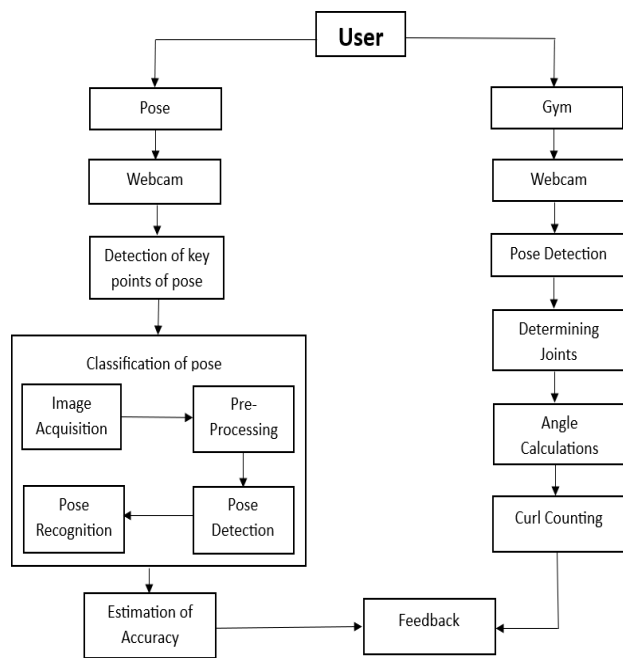 User
Pose
Gym
Webcam
Webcam
Detection of key
points of pose
Pose Detection
Classification of pose
Image
Acquisition
Pre-
Processing
Pose
Recognition
Pose
Detection
Determining
Joints
Angle
Calculations
Curl Counting
Estimation of
Accuracy
Feedback